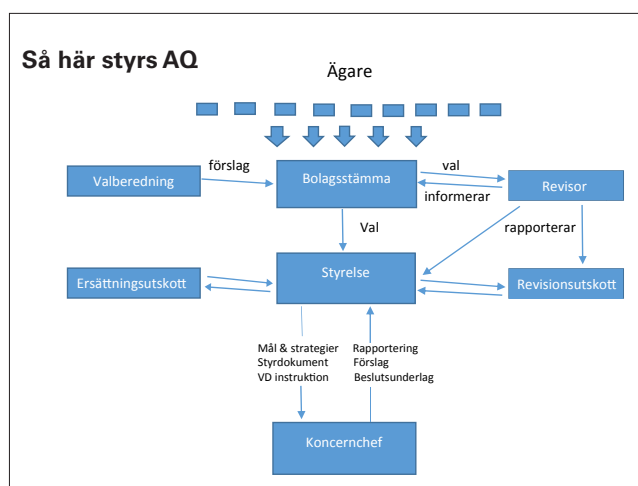 Så här styrs AQ
Ägare
förslag
val
Valberedning
Bolagsstämma
Revisor
informerar
Val
rapporterar
Ersättningsutskott
Styrelse
Revisionsutskott
Mål & strategier
Styrdokument
VD instruktion
Rapportering
Förslag
Beslutsunderlag
Koncernchef